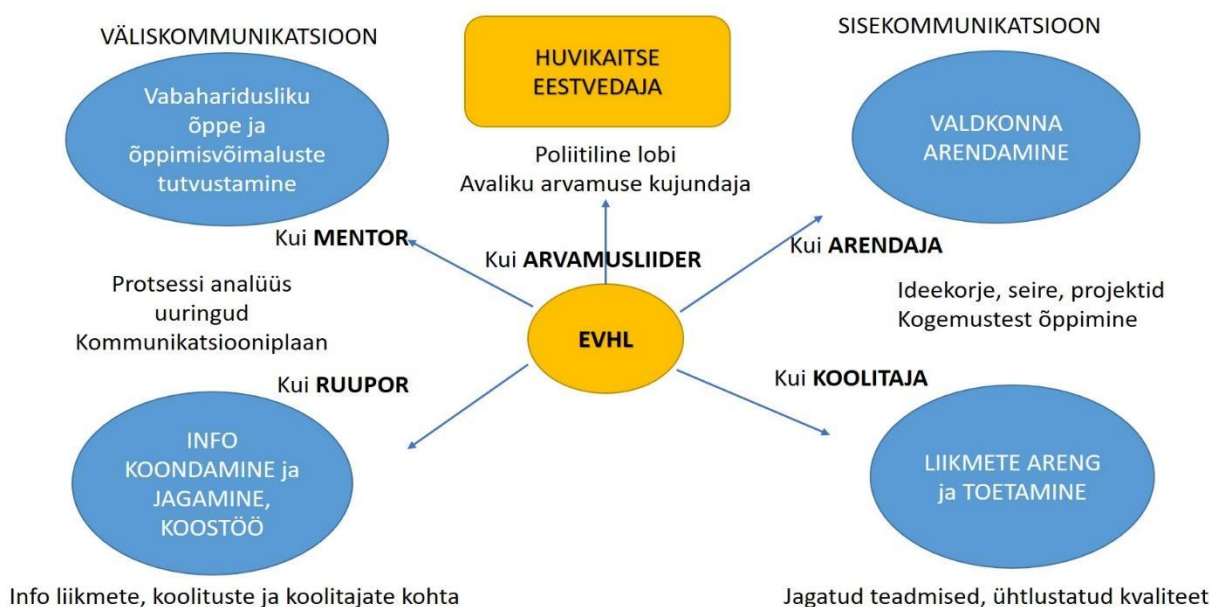 VÄLISKOMMUNIKATSIOON
Vabaharidusliku
õppe ja
õppimisvõimaluste
tutvustamine
HUVIKAITSE
EESTVEDAJA
Poliitiline lobi
Avaliku arvamuse kujundaja
SISEKOMMUNIKATSIOON
VALDKONNA
ARENDAMINE
Kui MENTOR
Kui ARVAMUSLIIDER
Kui ARENDAJA
Protsessi analüüs
uuringud
Kommunikatsiooniplaan
EVHL
Ideekorje, seire, projektid
Kogemustest õppimine
Kui RUUPOR
Kui KOOLITAJA
INFO
KOONDAMINE ja
JAGAMINE,
KOOSTÖÖ
LIIKMETE ARENG
ja TOETAMINE
Info liikmete, koolituste ja koolitajate kohta
Jagatud teadmised, ühtlustatud kvaliteet